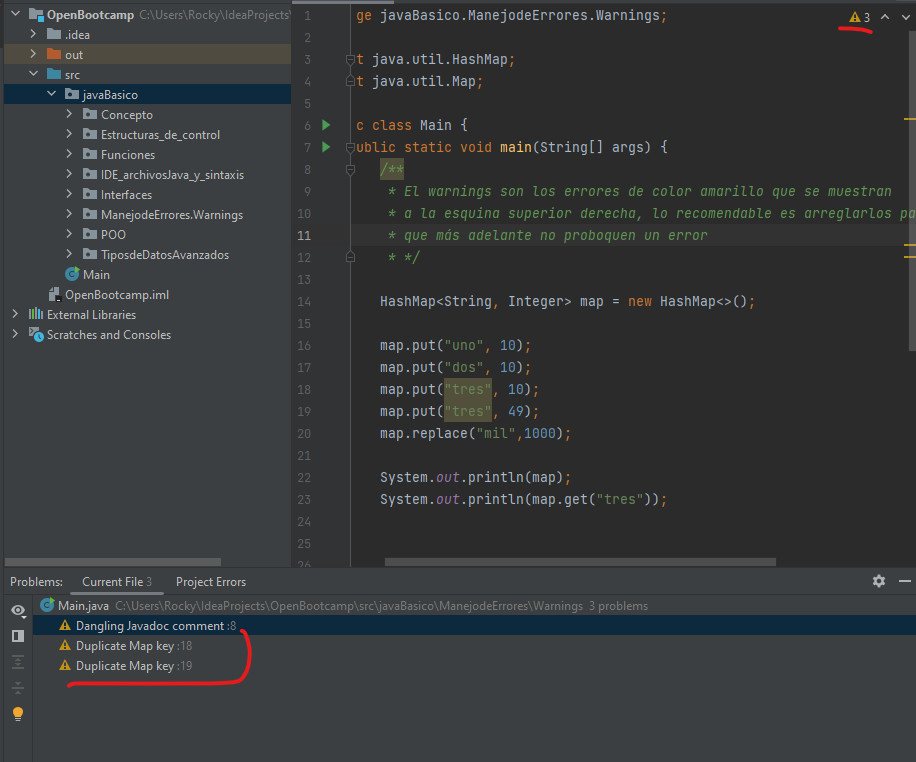 OpenBootcamp C:\Users\Rocky\IdeaProjects\
.idea
out
src
javaBasico
Concepto
Estructuras_de_control
Funciones
IDE_archivosJava_y_sintaxis
Interfaces
ManejodeErrores.Warnings
POO
TiposdeDatosAvanzados
Main
OpenBootcamp.iml
External Libraries
Scratches and Consoles
3
1 ge javaBasico.ManejodeErrores.Warnings;
2
3 t java.util.HashMap;
4 t java.util.Map;
5
6 c class Main {
7 ublic static void main(String[] args) {
8 /**
9 * El warnings son los errores de color amarillo que se muestran
10 * a la esquina superior derecha, lo recomendable es arreglarlos pa
11 * que más adelante no proboquen un error
12 * */
13
14 HashMap<String, Integer> map = new HashMap<>();
15
16 map.put("uno", 10);
17 map.put("dos", 10);
18 map.put("tres", 10);
19 map.put("tres", 49);
20 map.replace("mil",1000);
21
22 System.out.println(map);
23 System.out.println(map.get("tres"));
24
25
26
Problems: Current File 3 Project Errors
Main.java C:\Users\Rocky\IdeaProjects\OpenBootcamp\src\javaBasico\ManejodeErrores\Warnings 3 problems
Dangling Javadoc comment :8
Duplicate Map key :18
Duplicate Map key :19